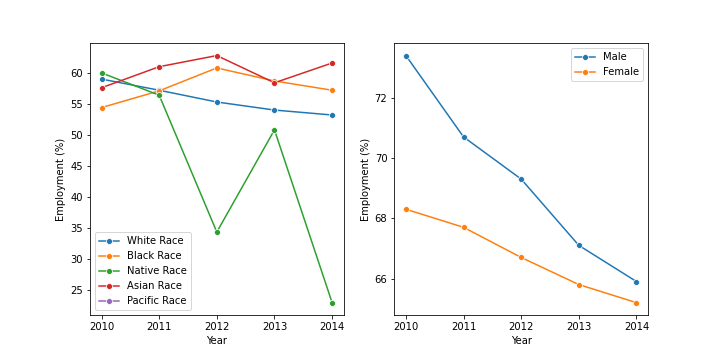 60
55
50
45
40
35
30
25
Employment (%)
White Race
Black Race
Native Race
Asian Race
Pacific Race
2010 2011 2012 2013 2014
Year
72
70
68
66
Employment (%)
Male
Female
2010 2011 2012 2013 2014
Year